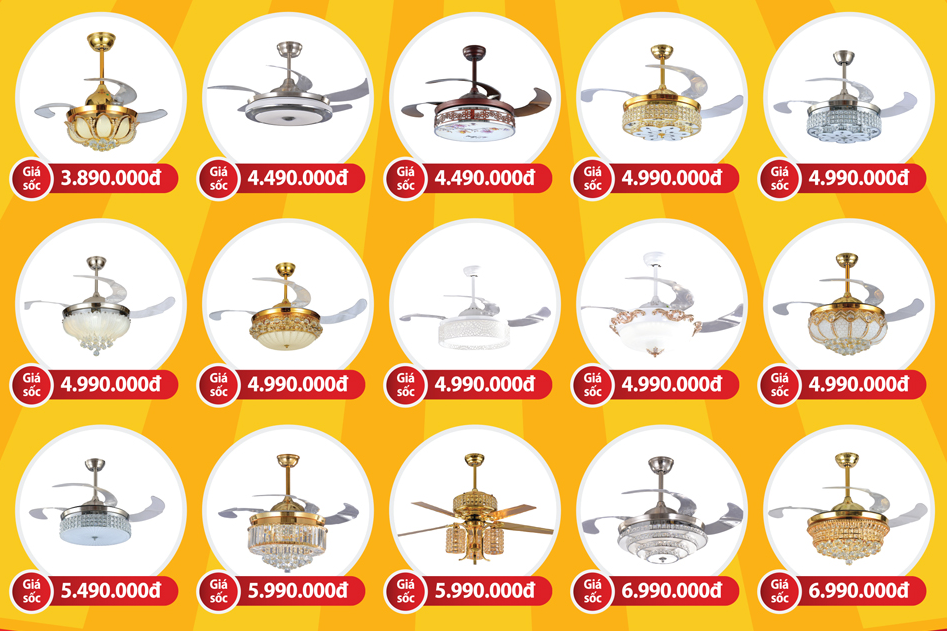 Giá
sốc
3.890.000đ
Giá
sốc
4.490.000đ
Giá
sốc
4.490.000đ
Giá
sốc
4.990.000đ
Giá
sốc
4.990.000đ
Giá
sốc
4.990.000đ
Giá
sốc
4.990.000đ
Giá
sốc
4.990.000đ
Giá
sốc
4.990.000đ
Giá
sốc
4.990.000đ
Giá
sốc
5.490.000đ
Giá
sốc
5.990.000đ
Giá
sốc
5.990.000đ
Giá
sốc
6.990.000đ
Giá
sốc
6.990.000đ